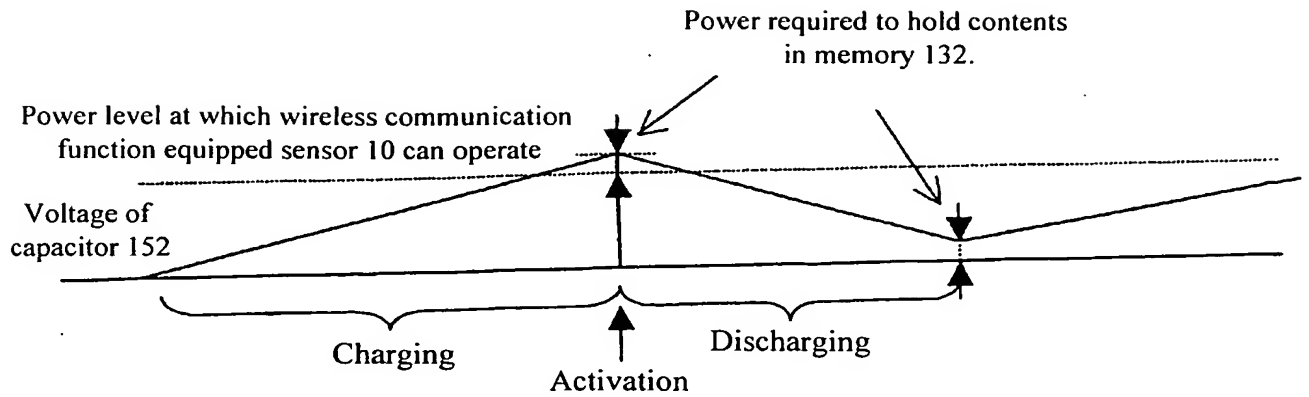 Power required to hold contents
in memory 132.
Power level at which wireless communication
function equipped sensor 10 can operate
Voltage of
capacitor 152
Charging
Discharging
Activation